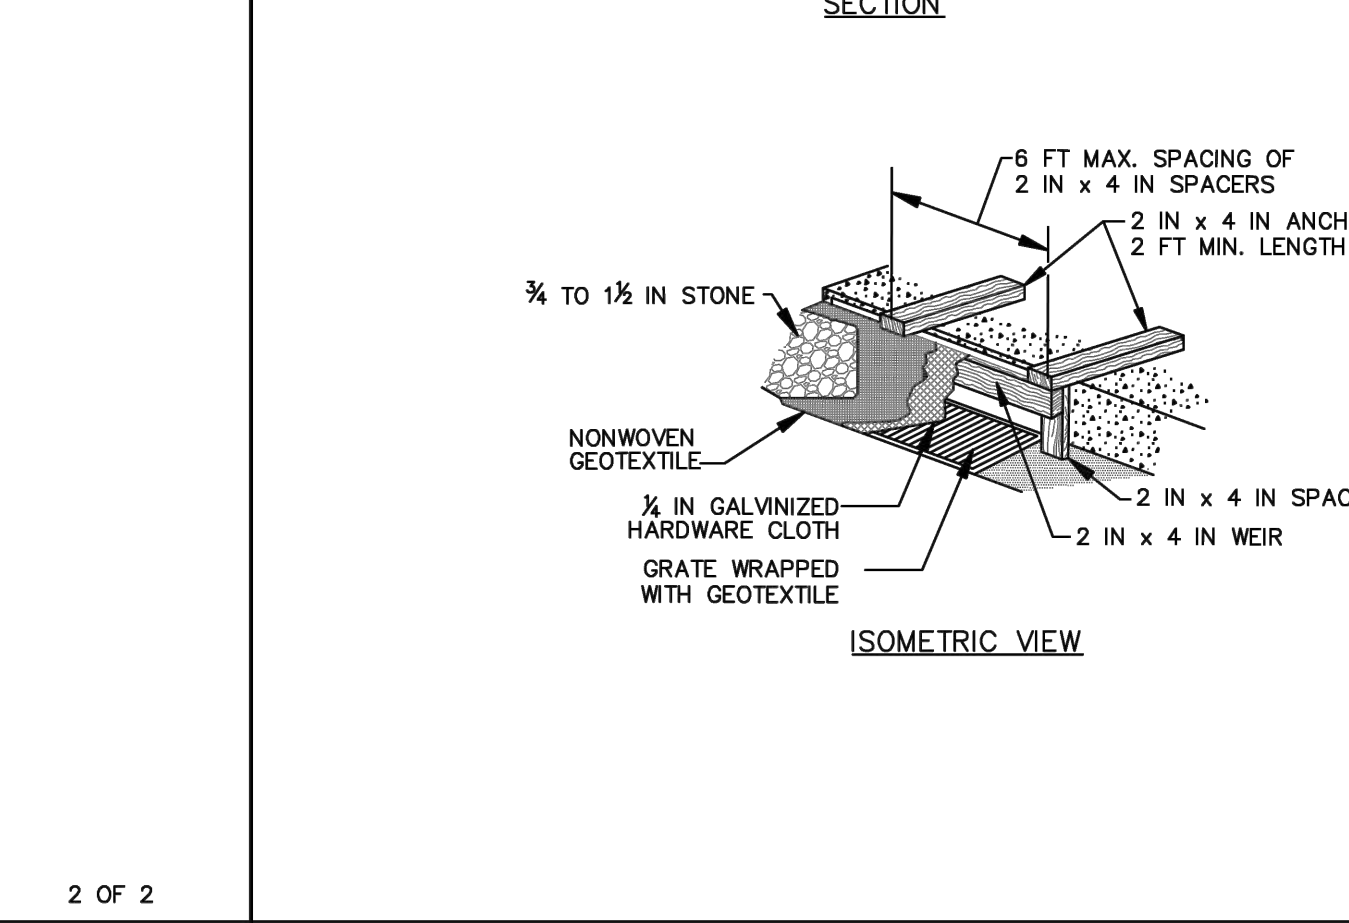 SECTION
6 FT MAX. SPACING OF
2 IN x 4 IN SPACERS
2 IN x 4 IN
2 FT MIN. LENGTH
¾ TO 1½ IN STONE
NONWOVEN
GEOTEXTILE
¼ IN GALVINIZED
HARDWARE CLOTH
GRATE WRAPPED
WITH GEOTEXTILE
2 IN x 4 IN
2 IN x 4 IN WEIR
ISOMETRIC VIEW
2 OF 2